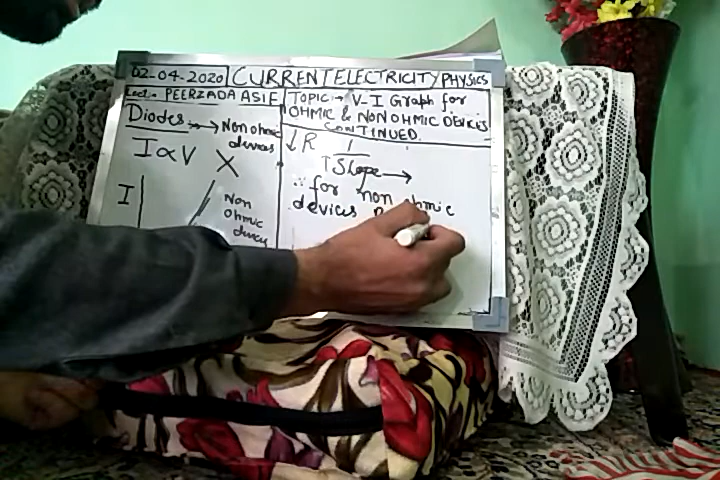 02-04-2020 CURRENT ELECTRICITY PHYSICS
Lect:- PEERZADA ASIF
TOPIC → V-I Graph for
OHMIC & NON OHMIC DEVICES
CONTINUED.
Diodes → Non ohmic
devices
I ∝ V X
I
Non
Ohmic
devices
↓ R 1
↑ Slope →
∴ for non ohmic
devices R